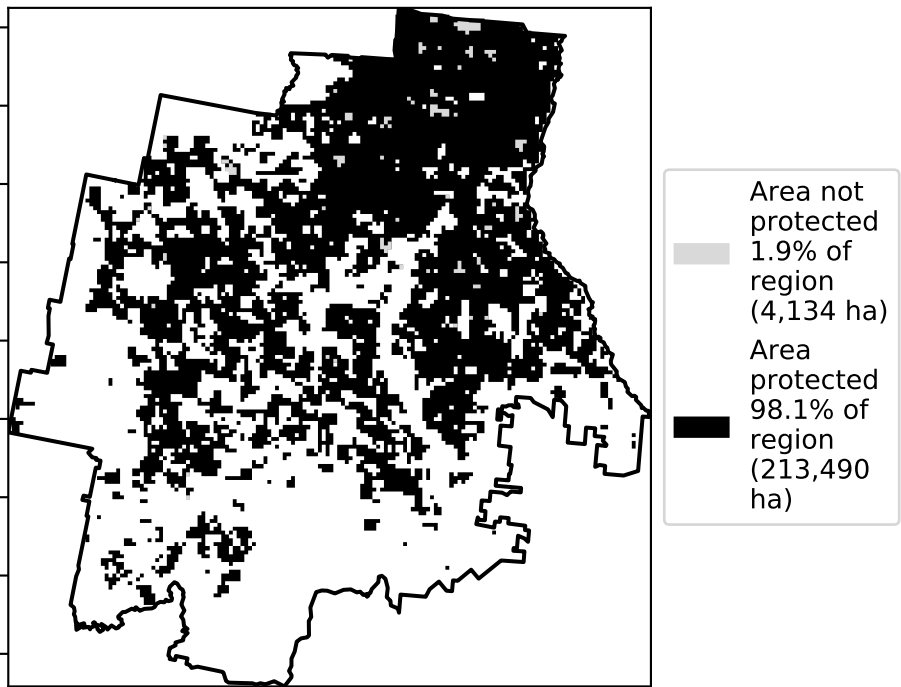 Area not
protected
1.9% of
region
(4,134 ha)
Area
protected
98.1% of
region
(213,490
ha)